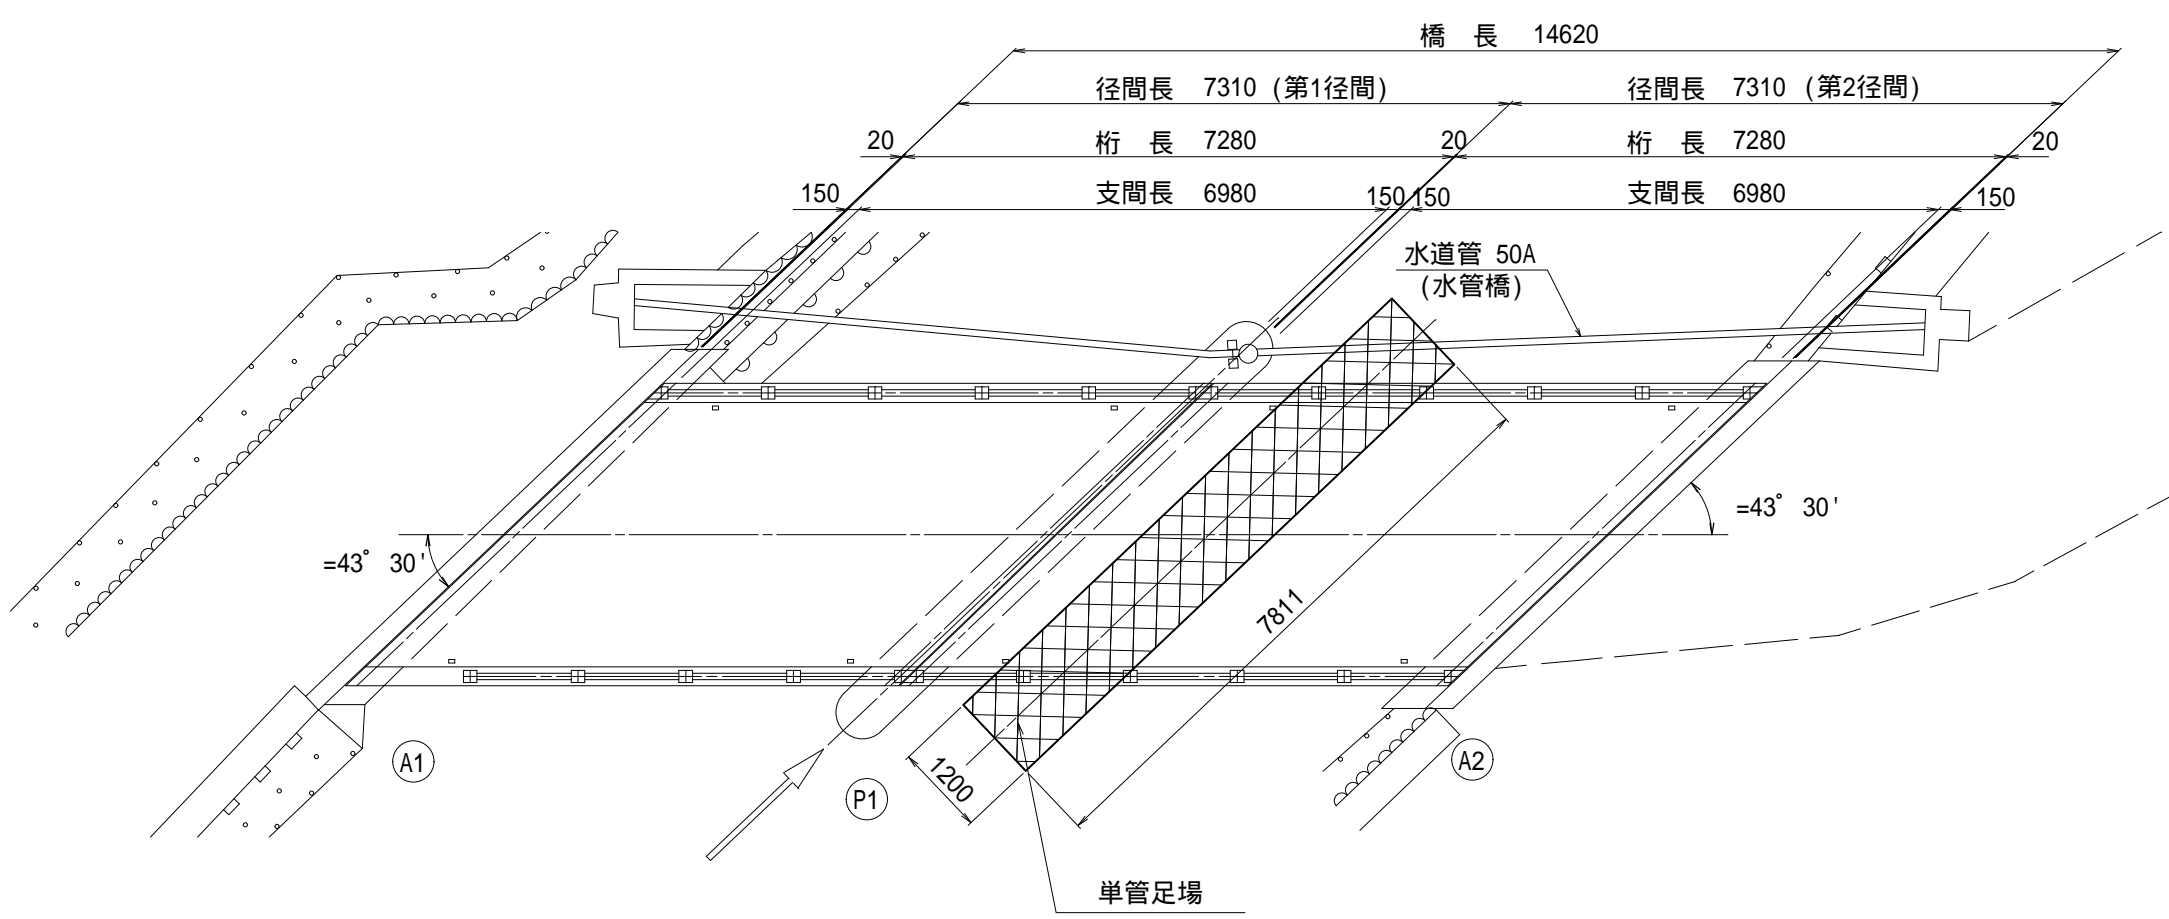 橋 長 14620
径間長 7310 (第1径間)
径間長 7310 (第2径間)
20
桁 長 7280
20
桁 長 7280
20
150
支間長 6980
150
150
支間長 6980
150
水道管 50A
(水管橋)
=43° 30'
=43° 30'
7811
1200
A1
P1
A2
単管足場